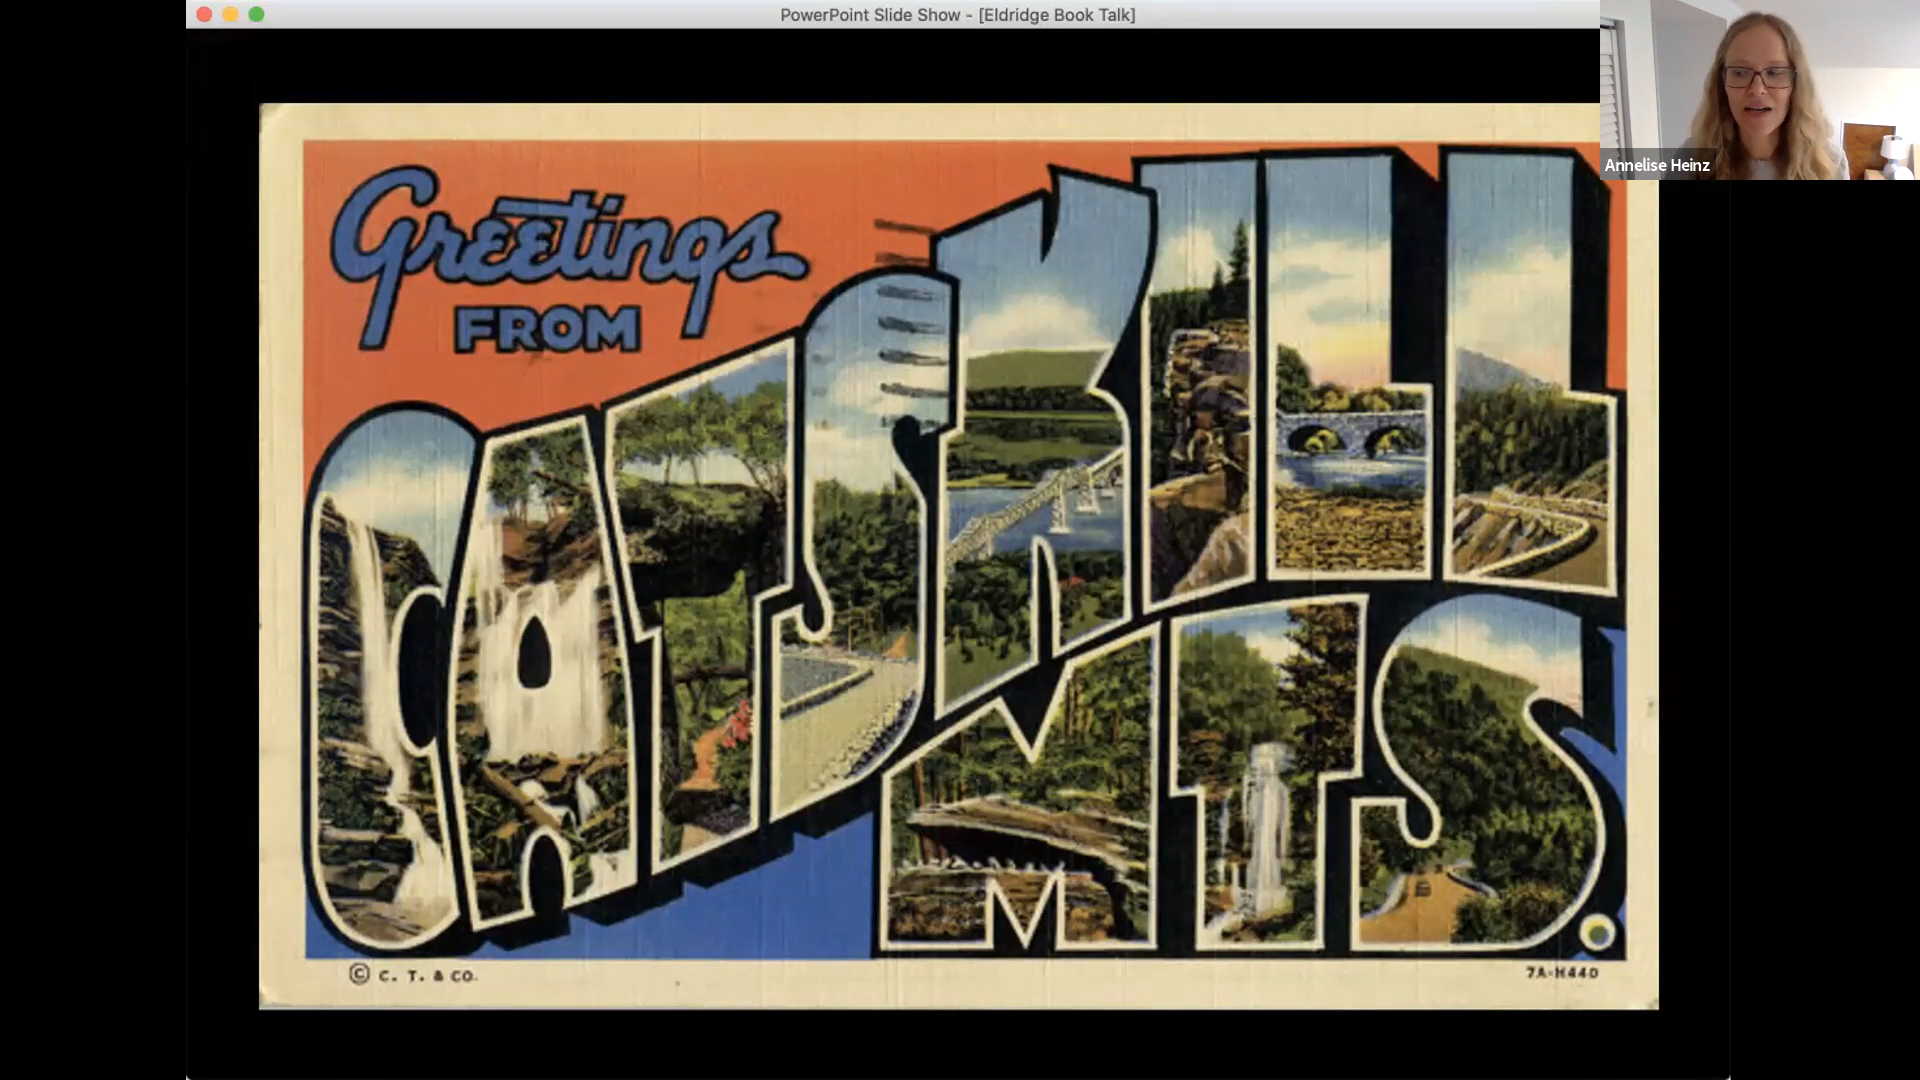 PowerPoint Slide Show - [Eldridge Book Talk]
Annelise Heinz
Greetings
FROM
CATSKILL
MTS.
© C. T. & CO.
7A-H440